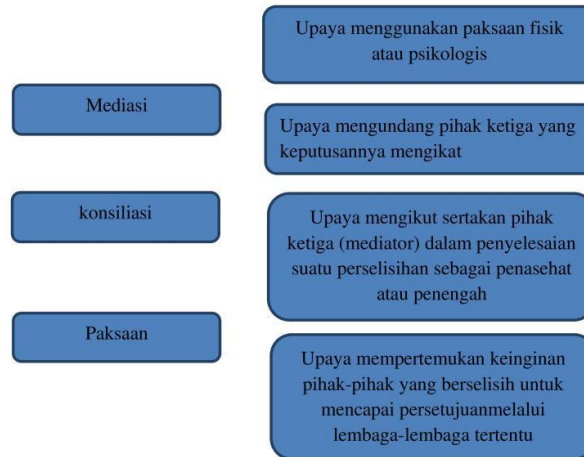 Mediasi
konsiliasi
Paksaan
Upaya menggunakan paksaan fisik
atau psikologis
Upaya mengundang pihak ketiga yang
keputusannya mengikat
Upaya mengikut sertakan pihak
ketiga (mediator) dalam penyelesaian
suatu perselisihan sebagai penasehat
atau penengah
Upaya mempertemukan keinginan
pihak-pihak yang berselisih untuk
mencapai persetujuanmelalui
lembaga-lembaga tertentu